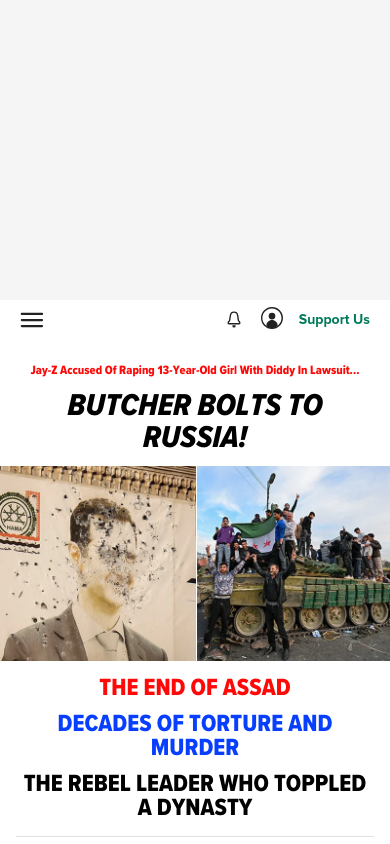 Support Us
Jay-Z Accused Of Raping 13-Year-Old Girl With Diddy In Lawsuit...
BUTCHER BOLTS TO
RUSSIA!
HAMA
THE END OF ASSAD
DECADES OF TORTURE AND
MURDER
THE REBEL LEADER WHO TOPPLED
A DYNASTY